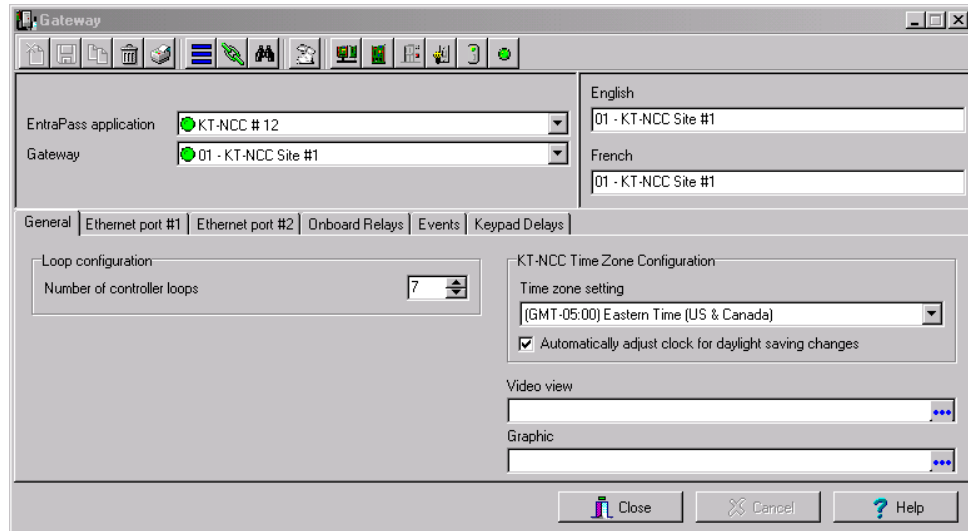 Gateway
EntraPass application
KT-NCC # 12
Gateway
01 - KT-NCC Site #1
English
01 - KT-NCC Site #1
French
01 - KT-NCC Site #1
General
Ethernet port #1
Ethernet port #2
Onboard Relays
Events
Keypad Delays
Loop configuration
Number of controller loops
7
KT-NCC Time Zone Configuration
Time zone setting
(GMT-05:00) Eastern Time (US & Canada)
Automatically adjust clock for daylight saving changes
Video view
Graphic
Close
Cancel
Help